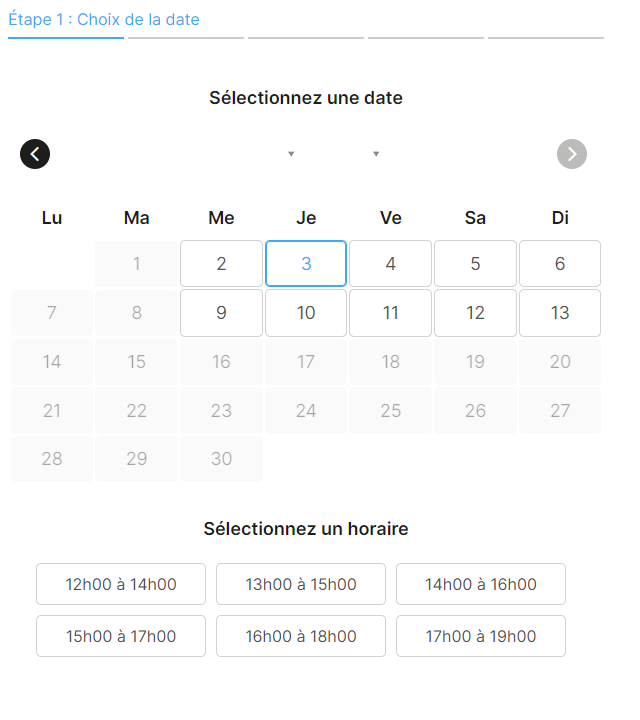 Étape 1 : Choix de la date
Sélectionnez une date
Lu Ma Me Je Ve Sa Di
1 2 3 4 5 6
7 8 9 10 11 12 13
14 15 16 17 18 19 20
21 22 23 24 25 26 27
28 29 30
Sélectionnez un horaire
12h00 à 14h00 13h00 à 15h00 14h00 à 16h00
15h00 à 17h00 16h00 à 18h00 17h00 à 19h00